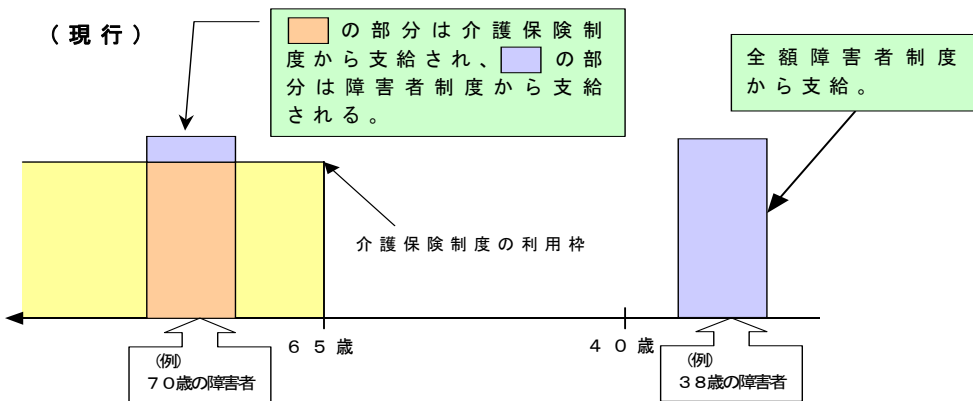 (現行)
の部分は介護保険制
度から支給され、 の部
分は障害者制度から支給
される。
全額障害者制度
から支給。
介護保険制度の利用枠
65歳
40歳
(例)
70歳の障害者
(例)
38歳の障害者